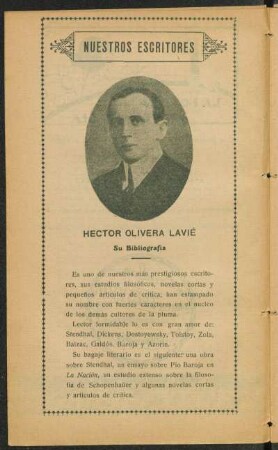 NUESTROS ESCRITORES
HECTOR OLIVERA LAVIÉ
Su Bibliografía
Es uno de nuestros más prestigiosos escrito-
res, sus estudios filosóficos, novelas cortas y
pequeños artículos de crítica, han estampado
su nombre con fuertes caracteres en el nucleo
de los demás cultores de la pluma.
Lector formidable lo es con gran amor de:
Stendhal, Dickens, Dostoyewsky, Tolstoy, Zola,
Balzac, Galdós, Baroja y Azorín.
Su bagaje literario es el siguiente: una obra
sobre Stendhal, un ensayo sobre Pío Baroja en
La Nación, su estudio extenso sobre la filoso-
fía de Schopenhauer y algunas novelas cortas
y artículos de crítica.